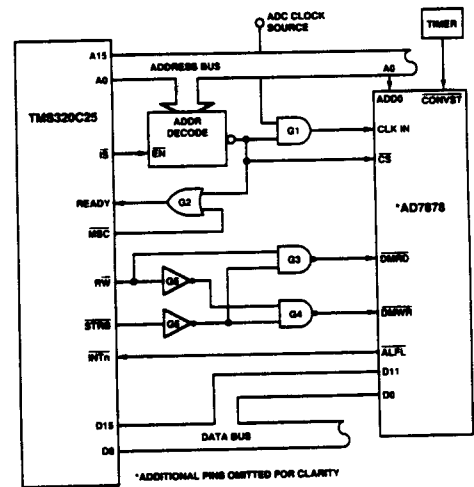 ADC CLOCK
SOURCE
TIMER
A15
ADDRESS BUS
A0
A0
ADD0
CONVST
TMS320C25
ADDR
DECODE
EN
IS
G1
CLK IN
CS
READY
G2
*AD7878
MSC
G3
DMRD
R/W
G5
G4
DMWR
STRB
G6
INTn
ALFL
D11
D0
D15
DATA BUS
D0
*ADDITIONAL PINS OMITTED FOR CLARITY